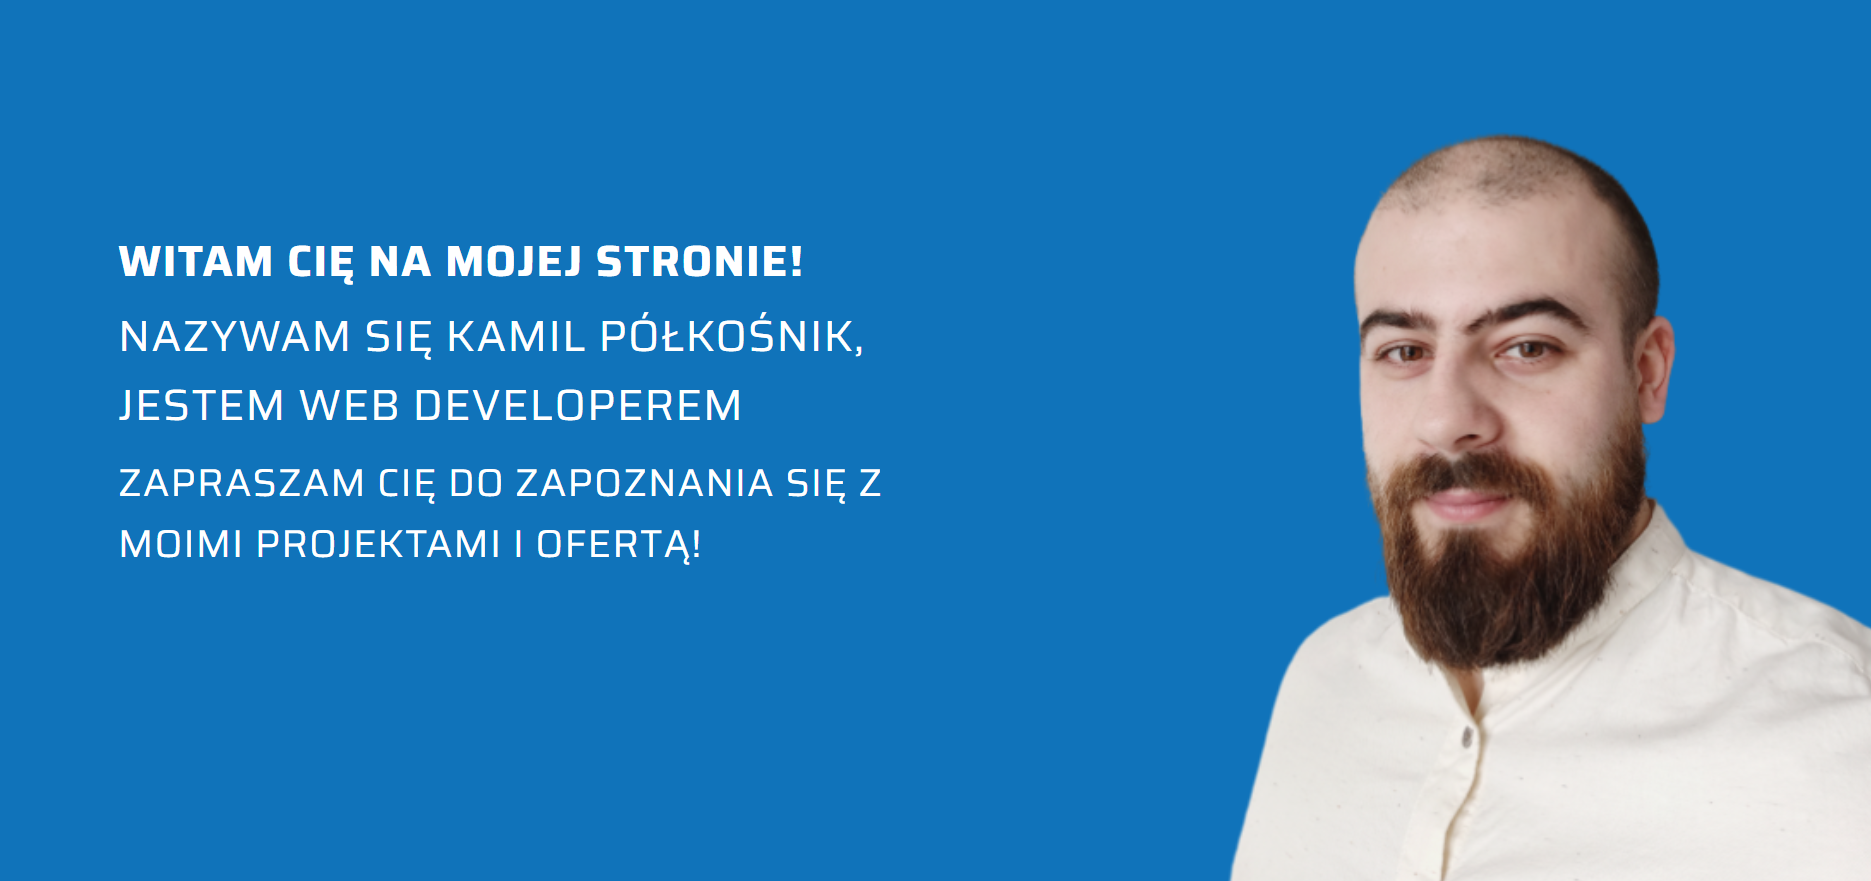 WITAM CIĘ NA MOJEJ STRONIE!
NAZYWAM SIĘ KAMIL PÓŁKOŚNIK,
JESTEM WEB DEVELOPEREM
ZAPRASZAM CIĘ DO ZAPOZNANIA SIĘ Z
MOIMI PROJEKTAMI I OFERTĄ!